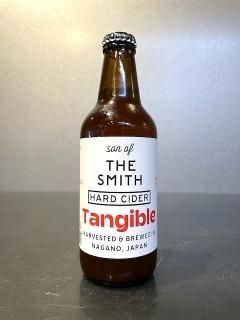 son of
THE
SMITH
HARD CIDER
Tangible
HARVESTED & BREWED IN
NAGANO, JAPAN